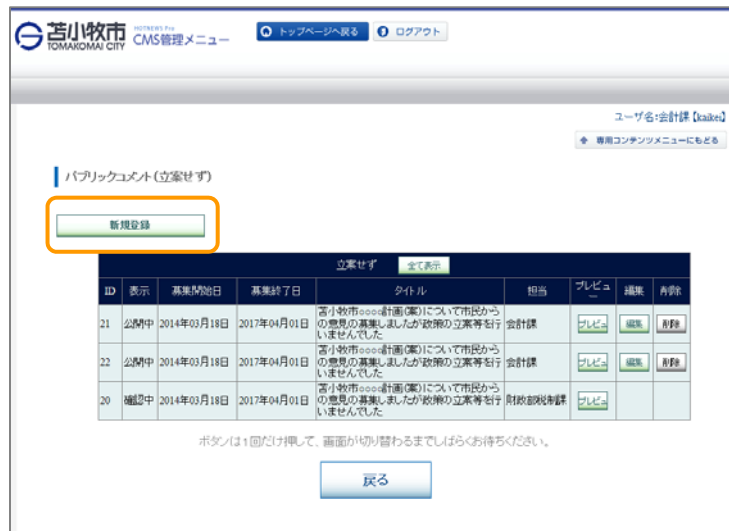 苫小牧市
TOMAKOMAI CITY
HOTNEWS Pro
CMS管理メニュー
トップページへ戻る
ログアウト
ユーザ名:会計課【kaikei】
専用コンテンツメニューにもどる
パブリックコメント(立案せず)
新規登録
立案せず 全て表示
ID 表示 募集開始日 募集終了日 タイトル 担当 プレビュー 編集 削除
21 公開中 2014年03月18日 2017年04月01日 苫小牧市○○○○計画(案)について市民から
の意見の募集しましたが政策の立案等を行
いませんでした 会計課 プレビュ 編集 削除
22 公開中 2014年03月18日 2017年04月01日 苫小牧市○○○○計画(案)について市民から
の意見の募集しましたが政策の立案等を行
いませんでした 会計課 プレビュ 編集 削除
20 確認中 2014年03月18日 2017年04月01日 苫小牧市○○○○計画(案)について市民から
の意見の募集しましたが政策の立案等を行
いませんでした 財政部税制課 プレビュ
ボタンは1回だけ押して、画面が切り替わるまでしばらくお待ちください。
戻る